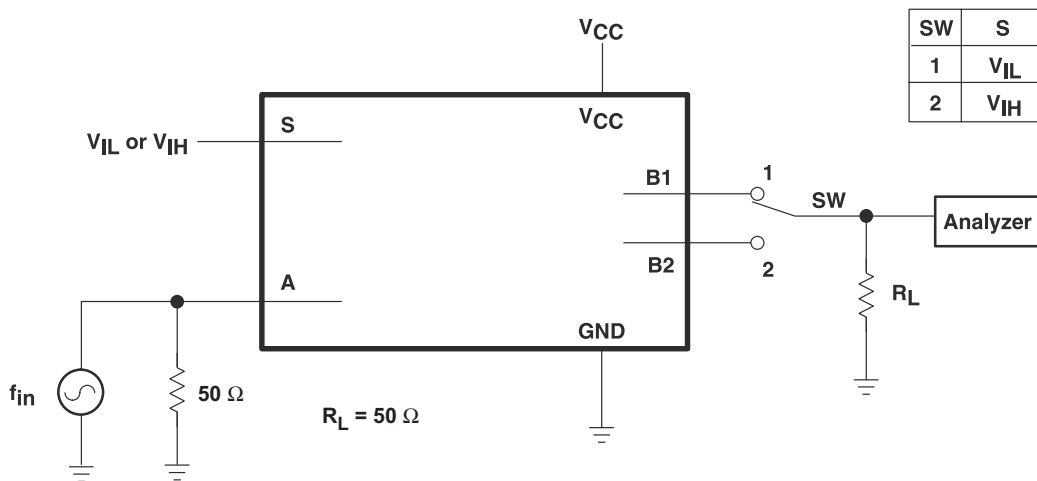 VCC
SW S
1 VIL
2 VIH
VCC
S
VIL or VIH
B1
1
SW
Analyzer
B2
2
A
RL
GND
fin
50 Ω
RL = 50 Ω